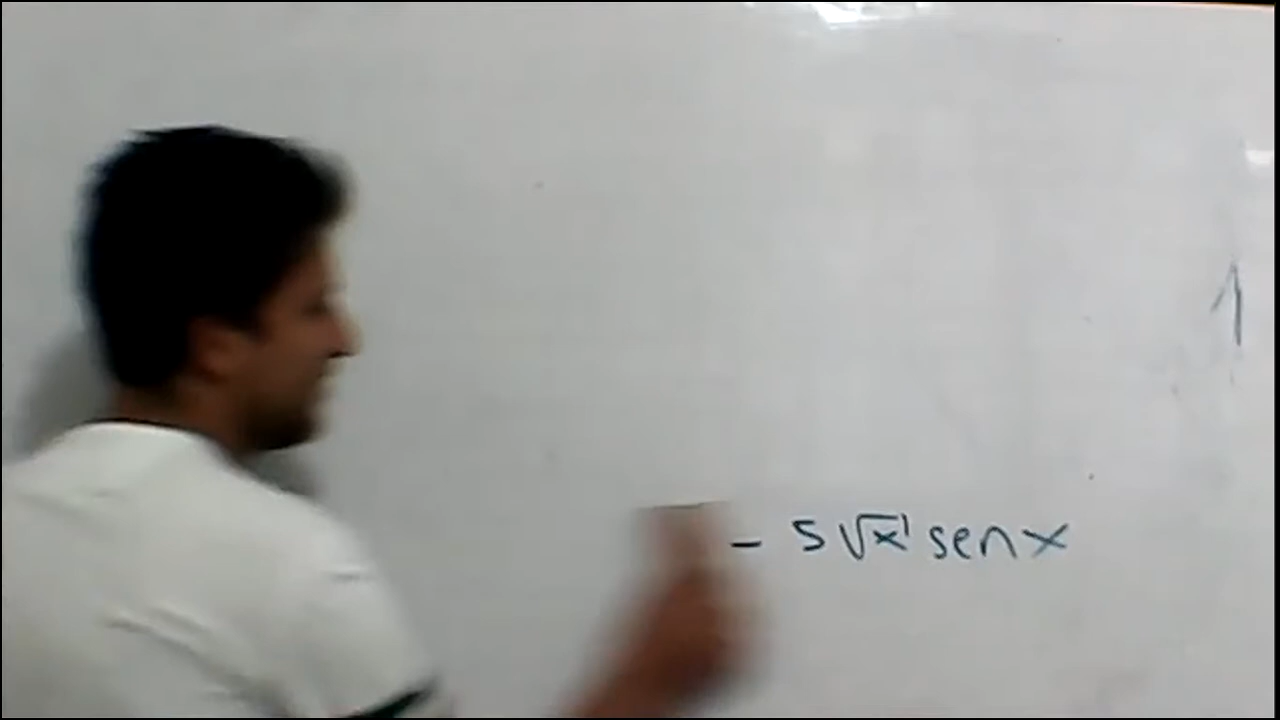 - 5√x sen x